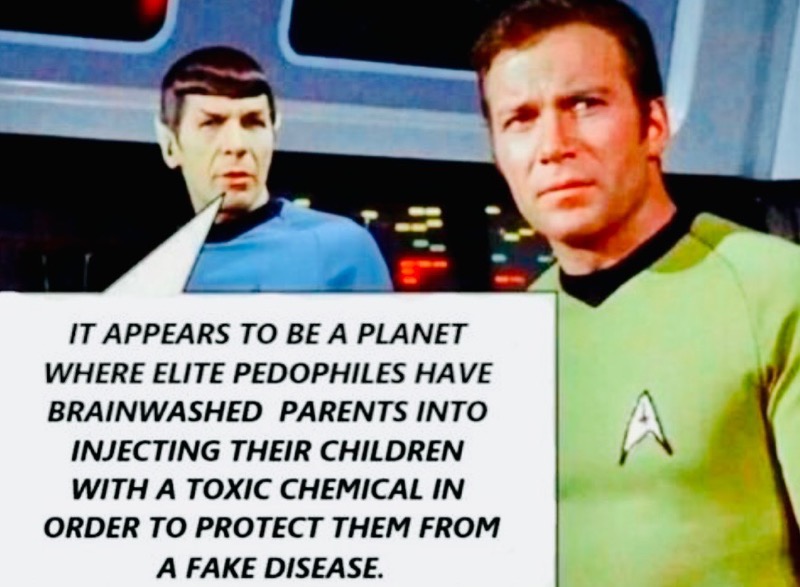 IT APPEARS TO BE A PLANET
WHERE ELITE PEDOPHILES HAVE
BRAINWASHED PARENTS INTO
INJECTING THEIR CHILDREN
WITH A TOXIC CHEMICAL IN
ORDER TO PROTECT THEM FROM
A FAKE DISEASE.